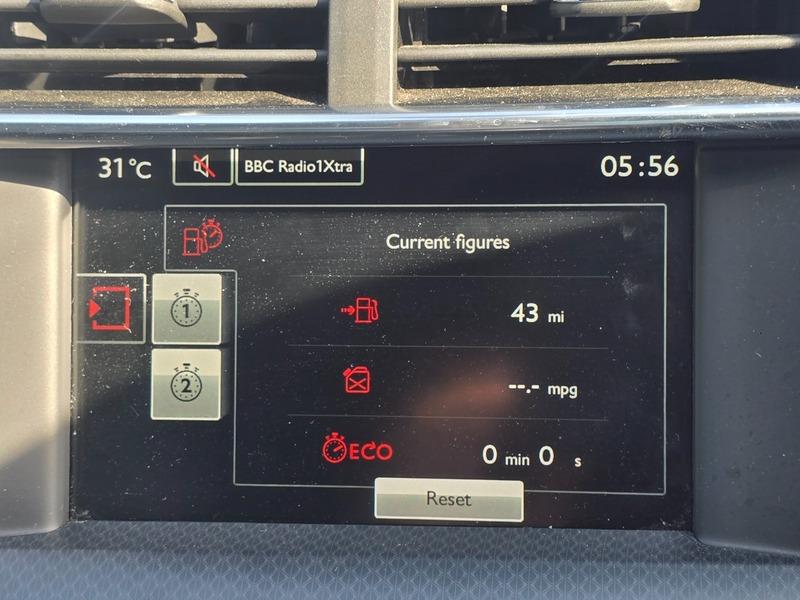 31°C BBC Radio1Xtra 05:56
Current figures
1
43 mi
2
--.- mpg
ECO 0 min 0 s
Reset